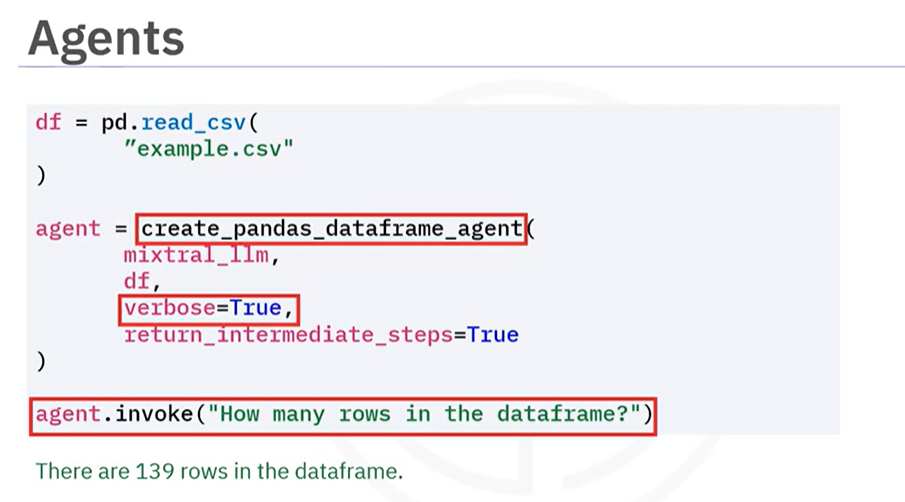 Agents
df = pd.read_csv(
”example.csv"
)
agent = create_pandas_dataframe_agent(
mixtral_llm,
df,
verbose=True,
return_intermediate_steps=True
)
agent.invoke("How many rows in the dataframe?")
There are 139 rows in the dataframe.